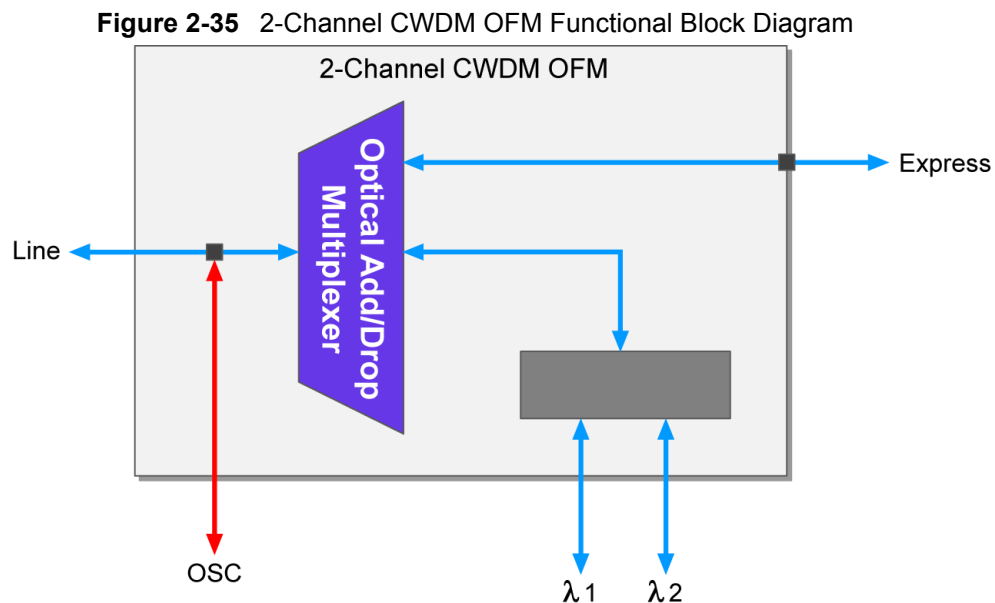 Figure 2-35 2-Channel CWDM OFM Functional Block Diagram
2-Channel CWDM OFM
Optical Add/Drop
Multiplexer
Express
Line
OSC
λ1
λ2